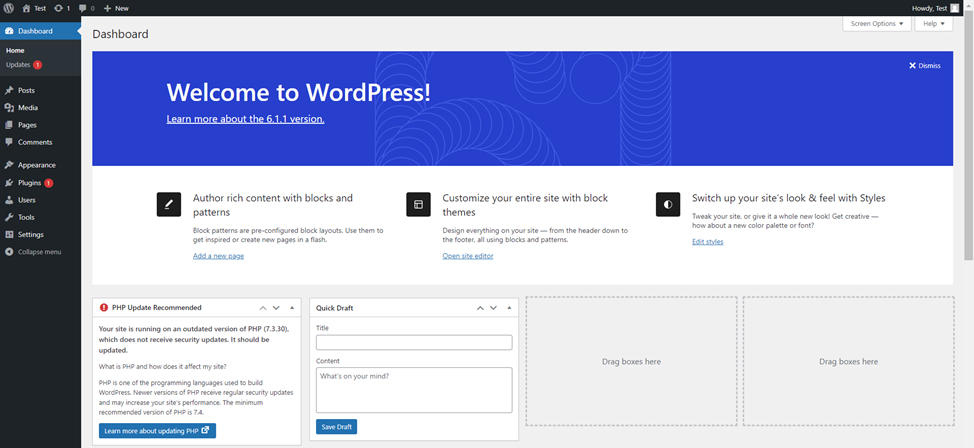 Test 1 0 New Howdy, Test
Dashboard
Home
Updates 1
Posts
Media
Pages
Comments
Appearance
Plugins 1
Users
Tools
Settings
Collapse menu
Screen Options Help
Dashboard
Dismiss
Welcome to WordPress!
Learn more about the 6.1.1 version.
Author rich content with blocks and
patterns
Block patterns are pre-configured block layouts. Use them to
get inspired or create new pages in a flash.
Add a new page
Customize your entire site with block
themes
Design everything on your site — from the header down to
the footer, all using blocks and patterns.
Open site editor
Switch up your site's look & feel with Styles
Tweak your site, or give it a whole new look! Get creative —
how about a new color palette or font?
Edit styles
PHP Update Recommended
Your site is running on an outdated version of PHP (7.3.30),
which does not receive security updates. It should be
updated.
What is PHP and how does it affect my site?
PHP is one of the programming languages used to build
WordPress. Newer versions of PHP receive regular security updates
and may increase your site's performance. The minimum
recommended version of PHP is 7.4.
Learn more about updating PHP
Quick Draft
Title
Content
What's on your mind?
Save Draft
Drag boxes here
Drag boxes here